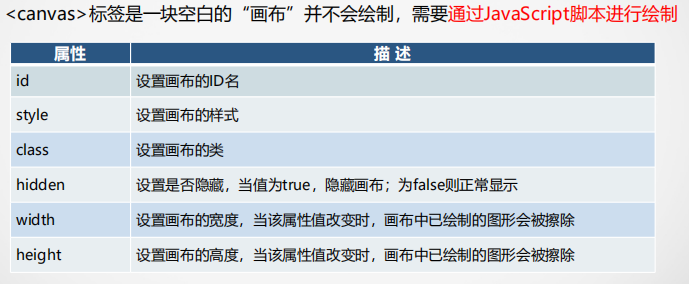 <canvas>标签是一块空白的“画布”并不会绘制，需要通过JavaScript脚本进行绘制
属性 描 述
id 设置画布的ID名
style 设置画布的样式
class 设置画布的类
hidden 设置是否隐藏，当值为true，隐藏画布；为false则正常显示
width 设置画布的宽度，当该属性值改变时，画布中已绘制的图形会被擦除
height 设置画布的高度，当该属性值改变时，画布中已绘制的图形会被擦除